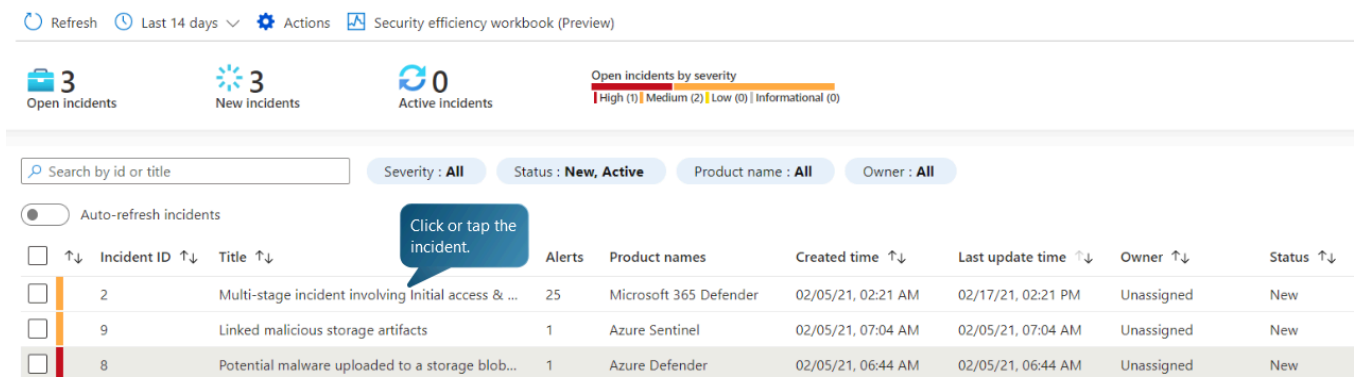 Refresh Last 14 days Actions Security efficiency workbook (Preview)
3 3 0 Open incidents by severity
Open incidents New incidents Active incidents High (1) Medium (2) Low (0) Informational (0)
Search by id or title Severity : All Status : New, Active Product name : All Owner : All
Auto-refresh incidents
Click or tap the
incident.
Incident ID ↑↓ Title ↑↓ Alerts Product names Created time ↑↓ Last update time ↑↓ Owner ↑↓ Status ↑↓
2 Multi-stage incident involving Initial access & ... 25 Microsoft 365 Defender 02/05/21, 02:21 AM 02/17/21, 02:21 PM Unassigned New
9 Linked malicious storage artifacts 1 Azure Sentinel 02/05/21, 07:04 AM 02/05/21, 07:04 AM Unassigned New
8 Potential malware uploaded to a storage blob... 1 Azure Defender 02/05/21, 06:44 AM 02/05/21, 06:44 AM Unassigned New